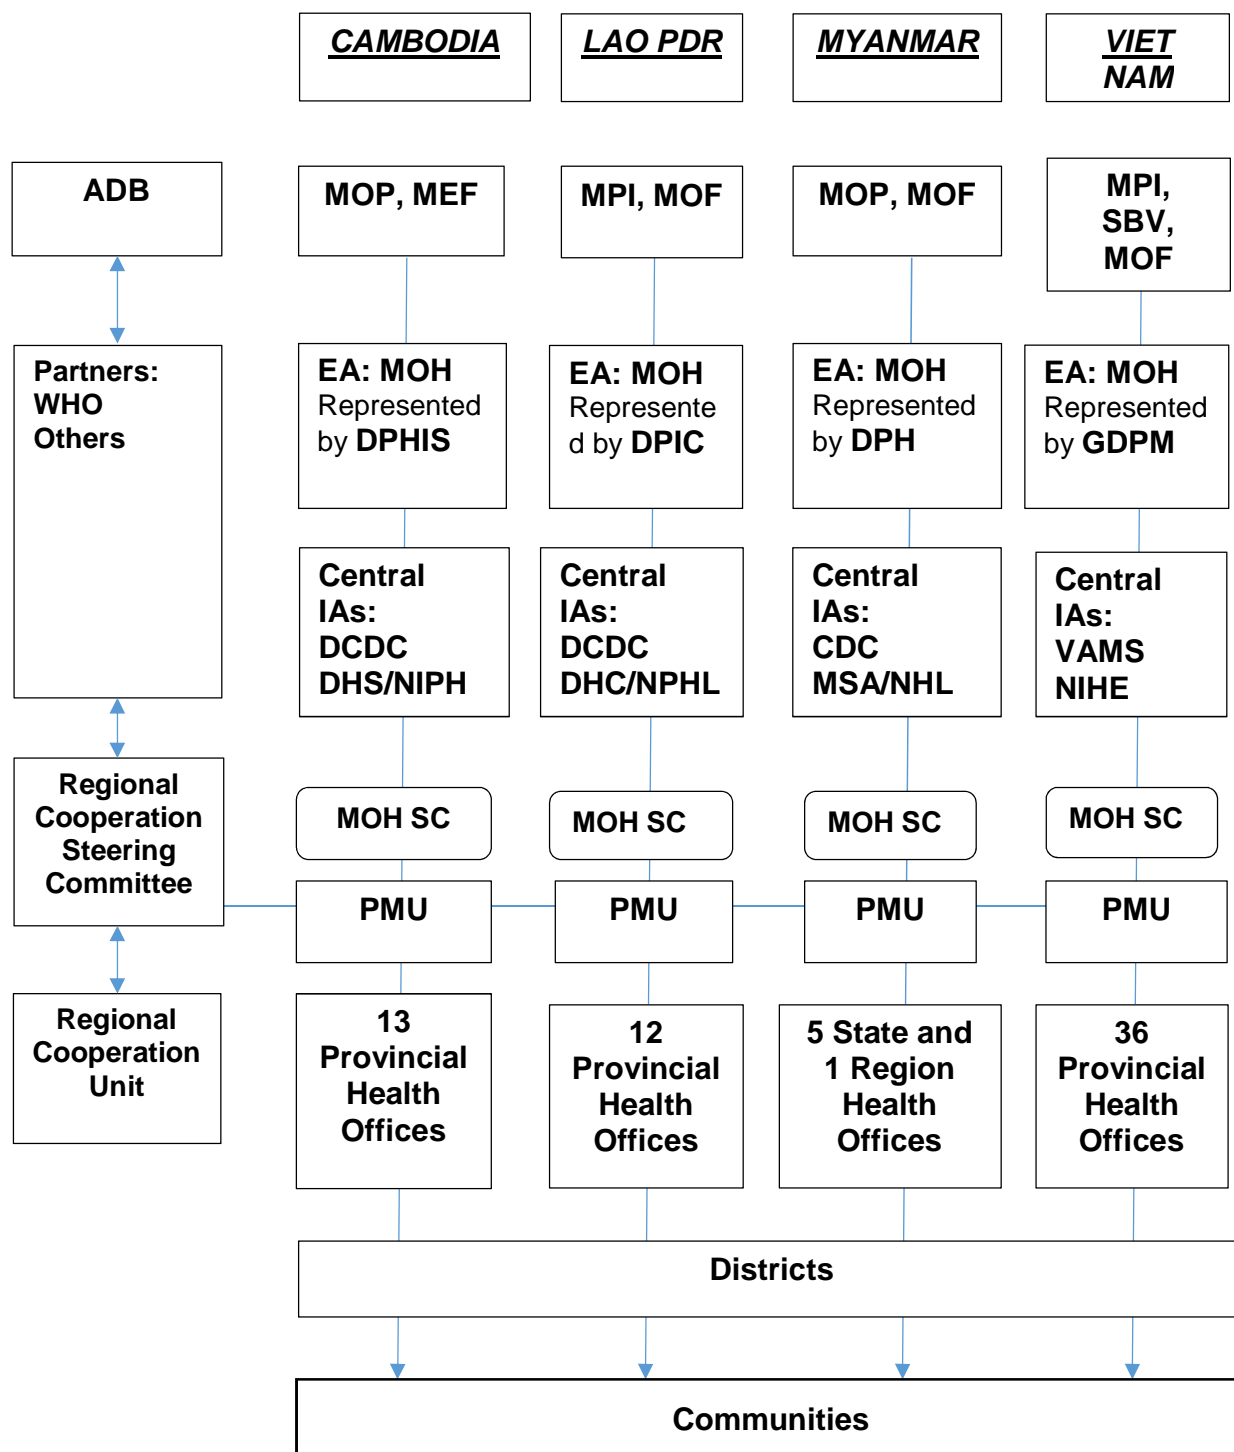 CAMBODIA
LAO PDR
MYANMAR
VIET
NAM
ADB
MOP, MEF
MPI, MOF
MOP, MOF
MPI,
SBV,
MOF
Partners:
WHO
Others
EA: MOH
Represented
by DPHIS
EA: MOH
Represente
d by DPIC
EA: MOH
Represented
by DPH
EA: MOH
Represented
by GDPM
Central
IAs:
DCDC
DHS/NIPH
Central
IAs:
DCDC
DHC/NPHL
Central
IAs:
CDC
MSA/NHL
Central
IAs:
VAMS
NIHE
Regional
Cooperation
Steering
Committee
MOH SC
MOH SC
MOH SC
MOH SC
PMU
PMU
PMU
PMU
Regional
Cooperation
Unit
13
Provincial
Health
Offices
12
Provincial
Health
Offices
5 State and
1 Region
Health
Offices
36
Provincial
Health
Offices
Districts
Communities